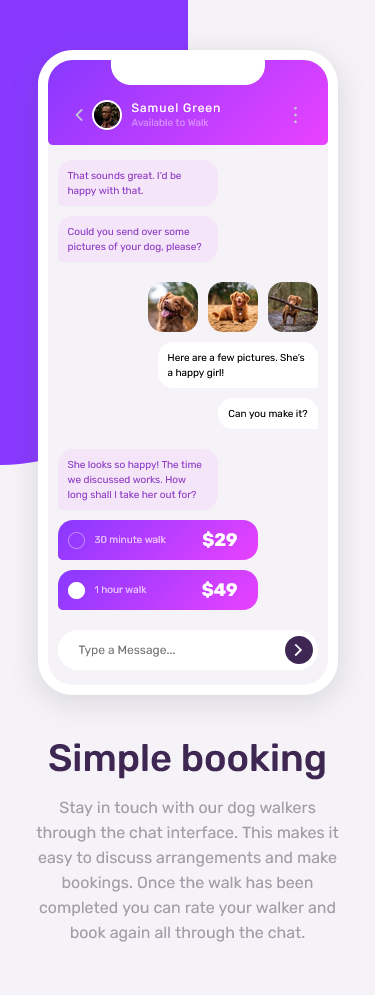 Samuel Green
Available to Walk
That sounds great. I'd be
happy with that.
Could you send over some
pictures of your dog, please?
Here are a few pictures. She's
a happy girl!
Can you make it?
She looks so happy! The time
we discussed works. How
long shall I take her out for?
30 minute walk $29
1 hour walk $49
Type a Message...
Simple booking
Stay in touch with our dog walkers
through the chat interface. This makes it
easy to discuss arrangements and make
bookings. Once the walk has been
completed you can rate your walker and
book again all through the chat.